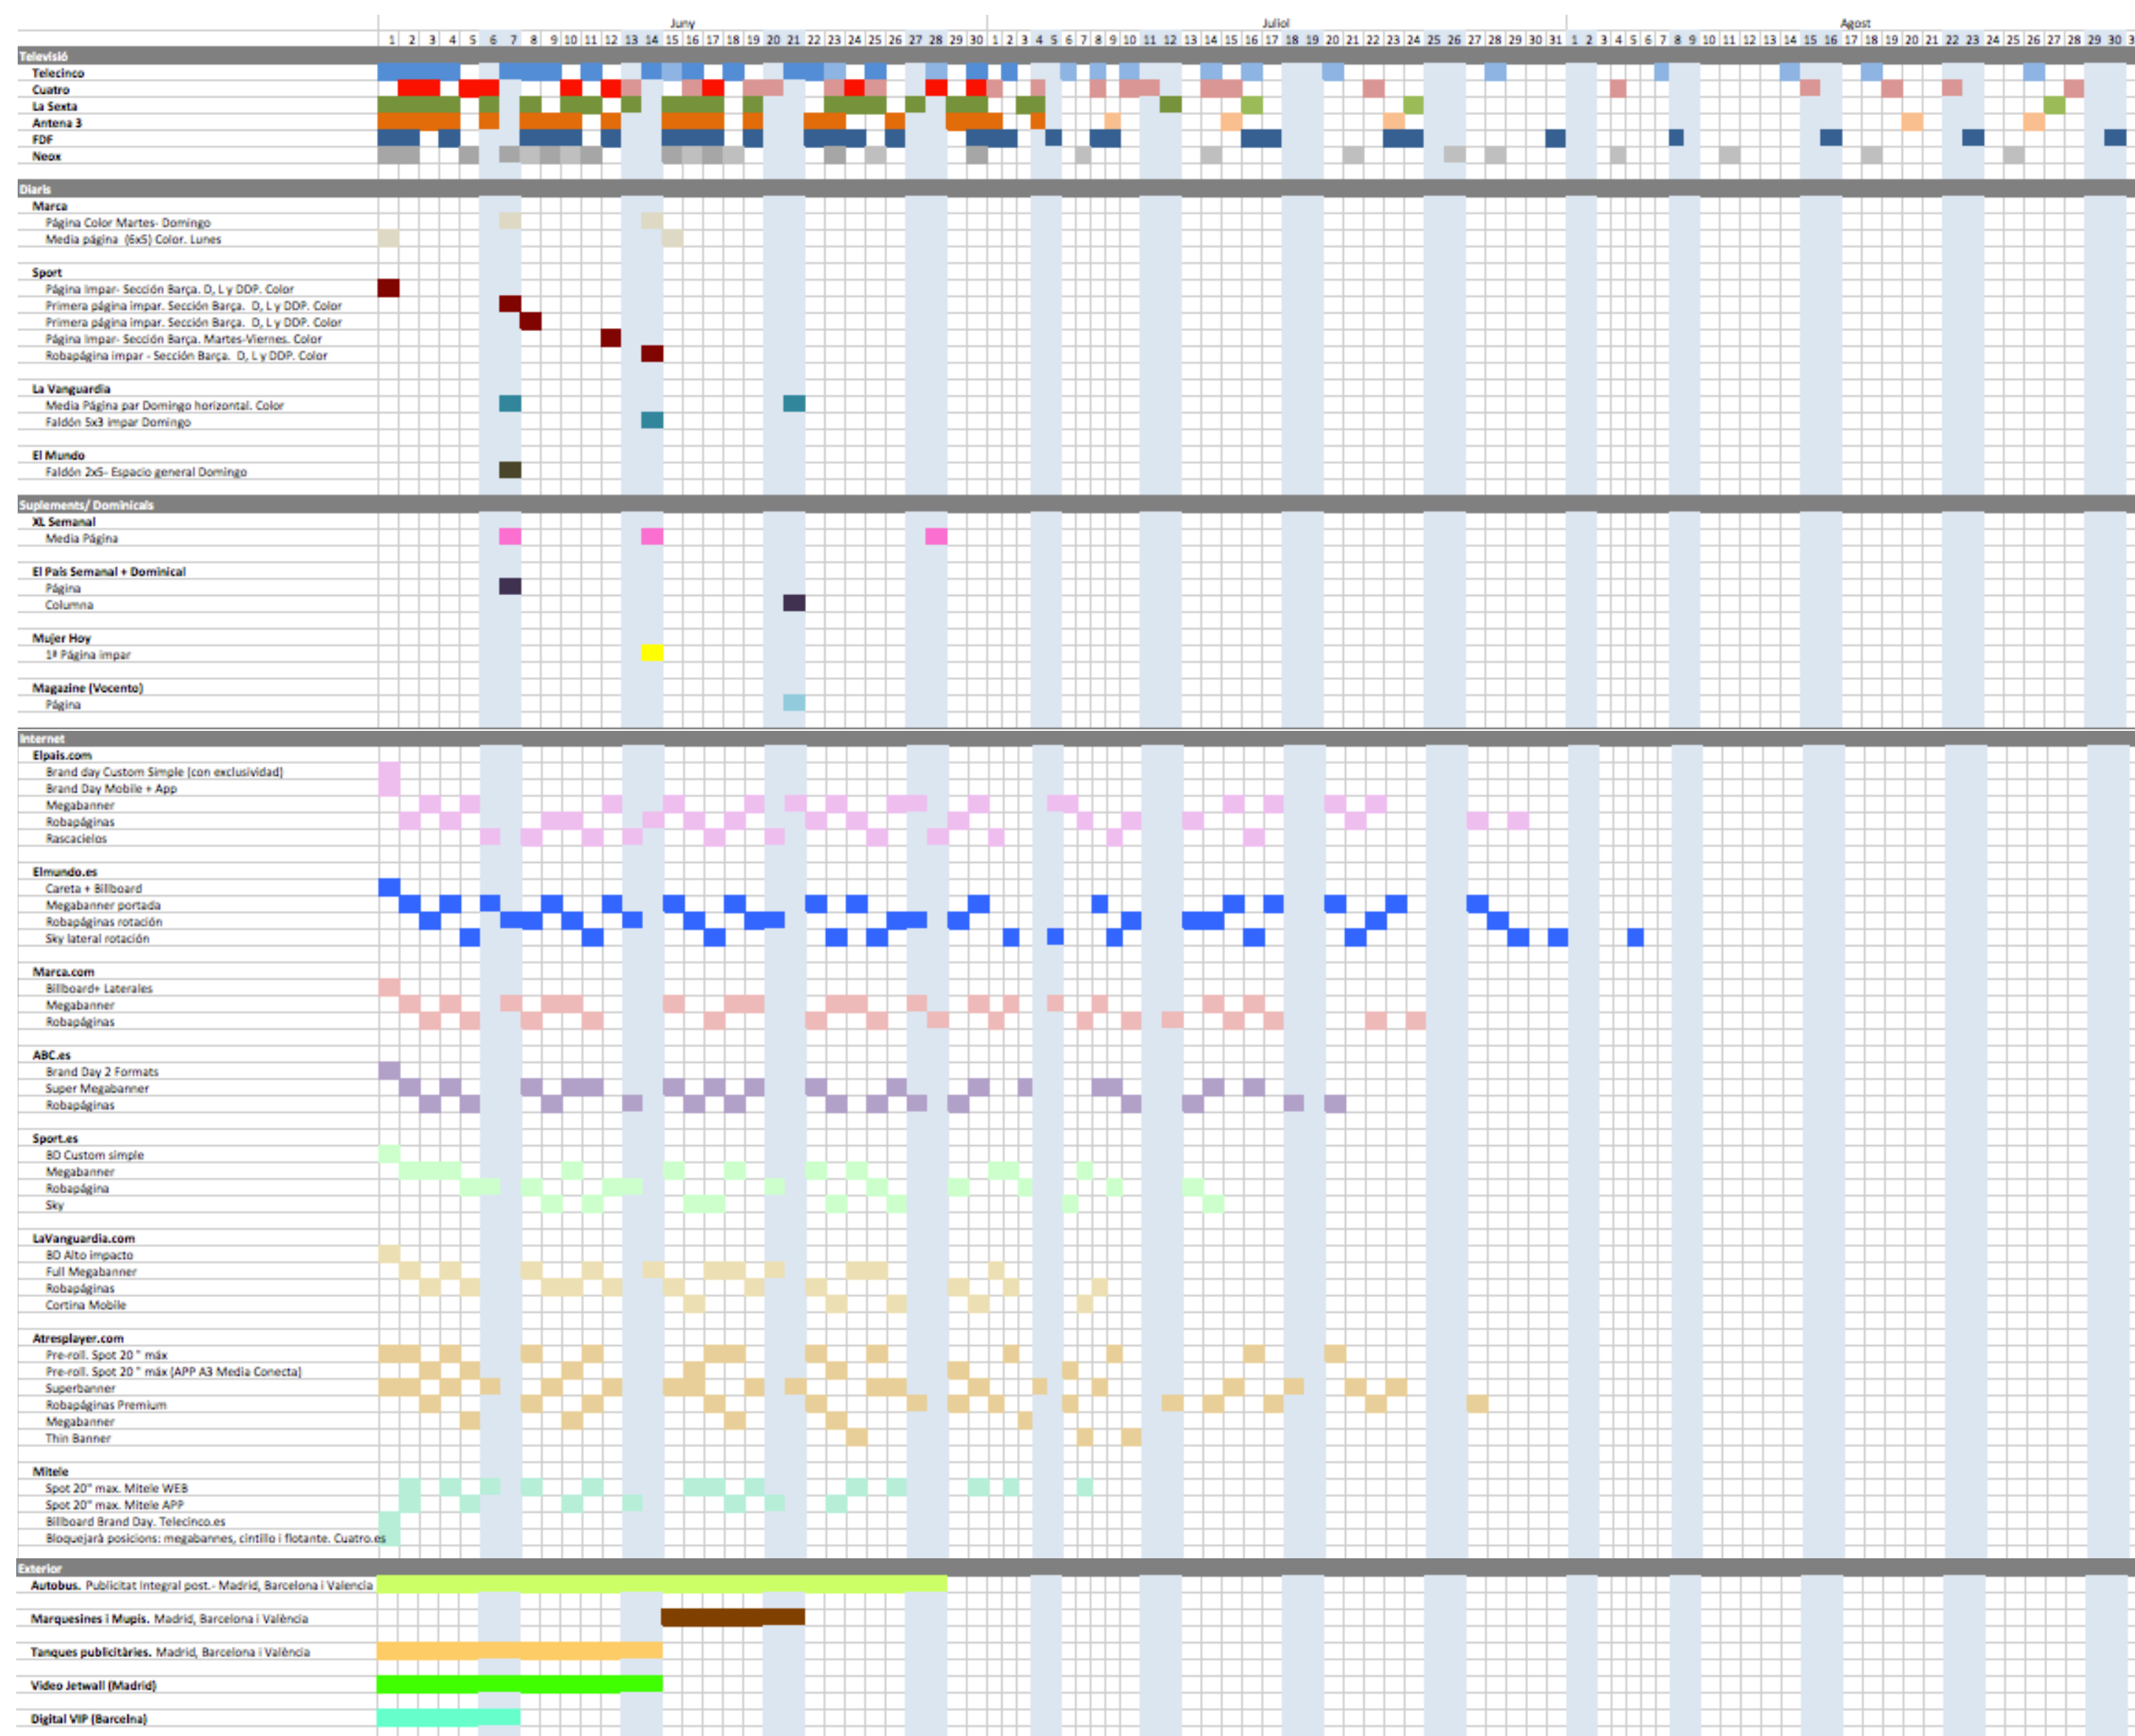 Juny Juliol Agost
1 2 3 4 5 6 7 8 9 10 11 12 13 14 15 16 17 18 19 20 21 22 23 24 25 26 27 28 29 30 1 2 3 4 5 6 7 8 9 10 11 12 13 14 15 16 17 18 19 20 21 22 23 24 25 26 27 28 29 30 31 1 2 3 4 5 6 7 8 9 10 11 12 13 14 15 16 17 18 19 20 21 22 23 24 25 26 27 28 29 30
Televisió
Telecinco
Cuatro
La Sexta
Antena 3
FDF
Neox
Diaris
Marca
Página Color Martes- Domingo
Media página (6x5) Color. Lunes
Sport
Página Impar- Sección Barça. D, L y DDP. Color
Primera página impar. Sección Barça. D, L y DDP. Color
Primera página impar. Sección Barça. D, L y DDP. Color
Página Impar- Sección Barça. Martes-Viernes. Color
Robapágina impar - Sección Barça. D, L y DDP. Color
La Vanguardia
Media Página par Domingo horizontal. Color
Faldón 5x3 impar Domingo
El Mundo
Faldón 2x5- Espacio general Domingo
Suplements/ Dominicals
XL Semanal
Media Página
El País Semanal + Dominical
Página
Columna
Mujer Hoy
1ª Página impar
Magazine (Vocento)
Página
Internet
Elpais.com
Brand day Custom Simple (con exclusividad)
Brand Day Mobile + App
Megabanner
Robapáginas
Rascacielos
Elmundo.es
Careta + Billboard
Megabanner portada
Robapáginas rotación
Sky lateral rotación
Marca.com
Billboard+ Laterales
Megabanner
Robapáginas
ABC.es
Brand Day 2 Formats
Super Megabanner
Robapáginas
Sport.es
BD Custom simple
Megabanner
Robapágina
Sky
LaVanguardia.com
BD Alto impacto
Full Megabanner
Robapáginas
Cortina Mobile
Atresplayer.com
Pre-roll. Spot 20 " máx
Pre-roll. Spot 20 " máx (APP A3 Media Conecta)
Superbanner
Robapáginas Premium
Megabanner
Thin Banner
Mitele
Spot 20" max. Mitele WEB
Spot 20" max. Mitele APP
Billboard Brand Day. Telecinco.es
Bloquejarà posicions: megabannes, cintillo i flotante. Cuatro.es
Exterior
Autobus. Publicitat Integral post.- Madrid, Barcelona i Valencia
Marquesines i Mupis. Madrid, Barcelona i València
Tanques publicitàries. Madrid, Barcelona i València
Video Jetwall (Madrid)
Digital VIP (Barcelna)